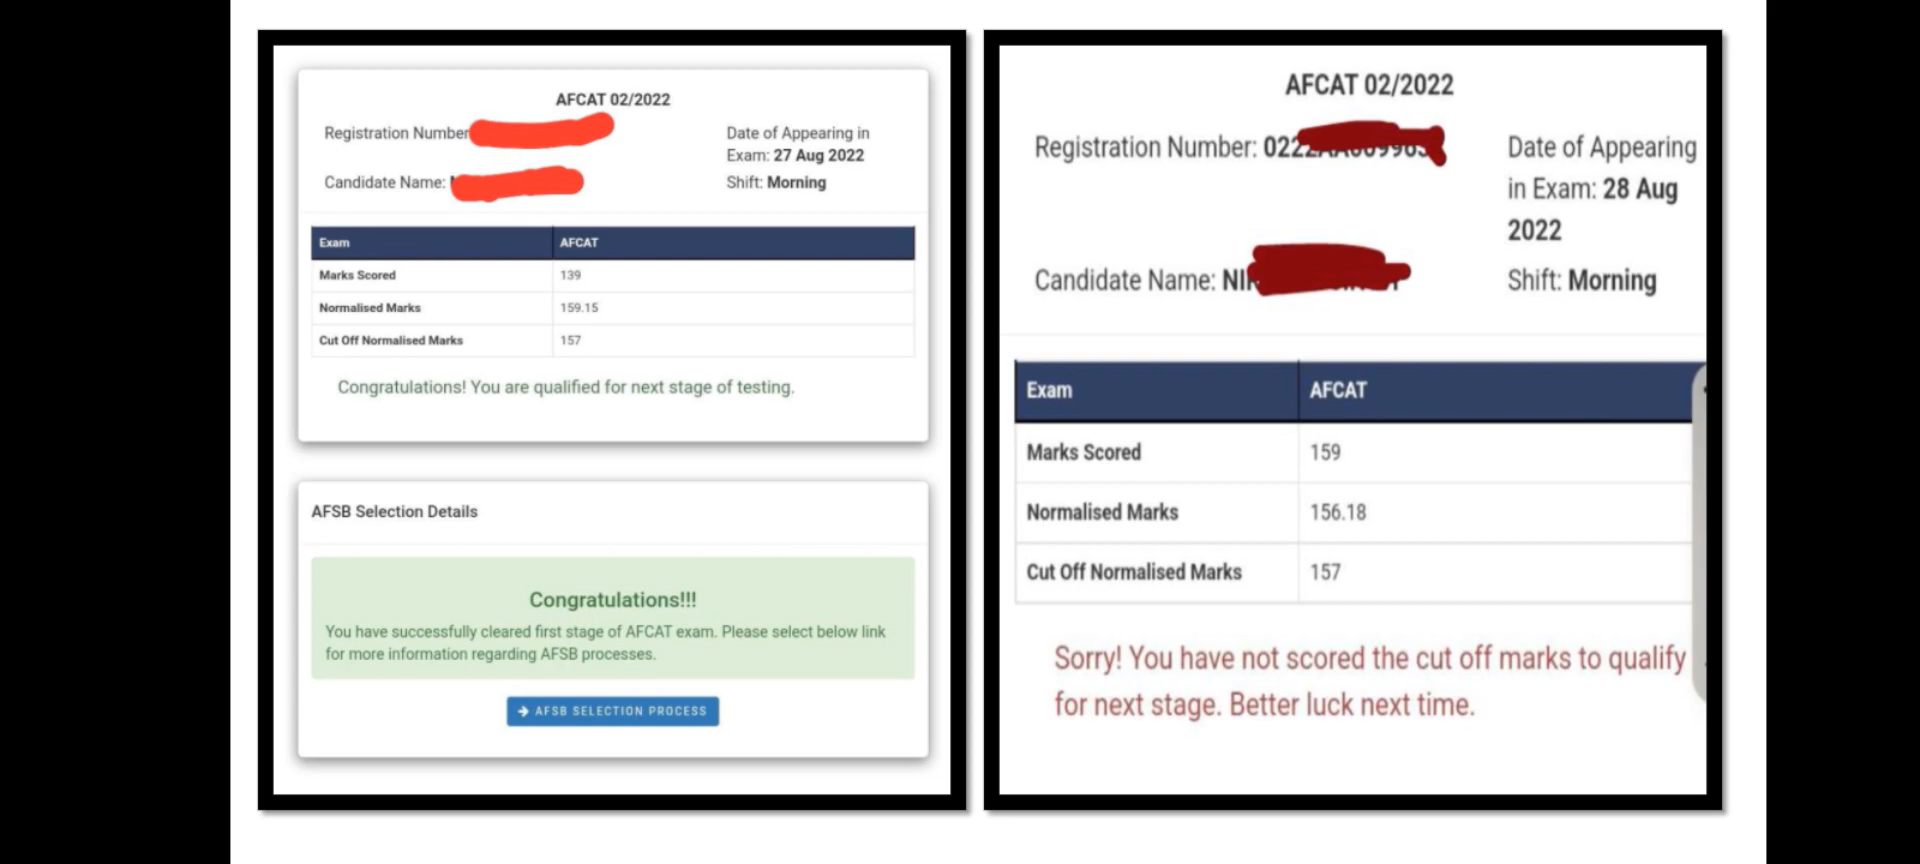 AFCAT 02/2022
Registration Number
Date of Appearing in
Exam: 27 Aug 2022
Candidate Name:
Shift: Morning
Exam AFCAT
Marks Scored 139
Normalised Marks 159.15
Cut Off Normalised Marks 157
Congratulations! You are qualified for next stage of testing.
AFSB Selection Details
Congratulations!!!
You have successfully cleared first stage of AFCAT exam. Please select below link
for more information regarding AFSB processes.
AFSB SELECTION PROCESS
AFCAT 02/2022
Registration Number:
Date of Appearing
in Exam: 28 Aug
2022
Candidate Name:
Shift: Morning
Exam AFCAT
Marks Scored 159
Normalised Marks 156.18
Cut Off Normalised Marks 157
Sorry! You have not scored the cut off marks to qualify
for next stage. Better luck next time.